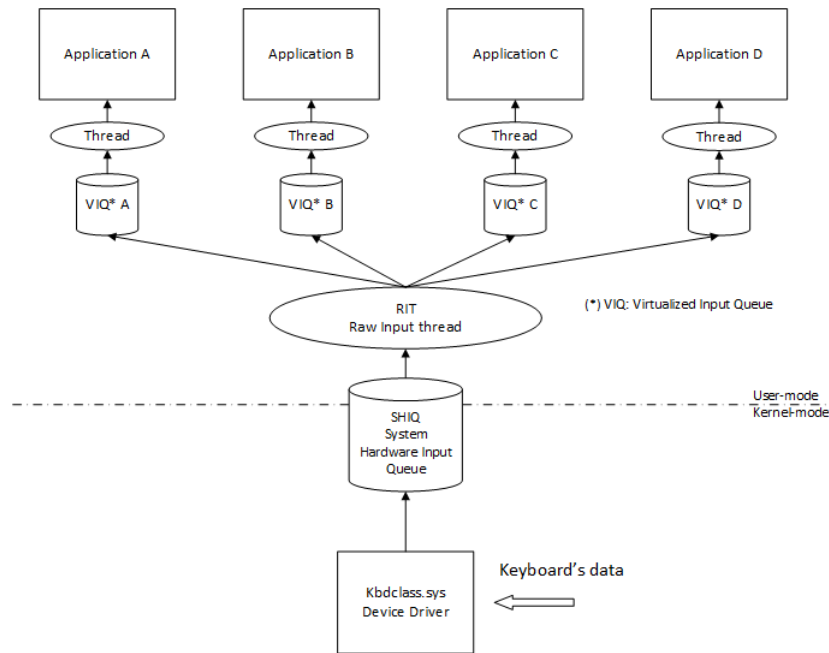 Application A
Application B
Application C
Application D
Thread
Thread
Thread
Thread
VIQ* A
VIQ* B
VIQ* C
VIQ* D
RIT
Raw Input thread
(*) VIQ: Virtualized Input Queue
User-mode
Kernel-mode
SHIQ
System
Hardware Input
Queue
Keyboard’s data
Kbdclass.sys
Device Driver